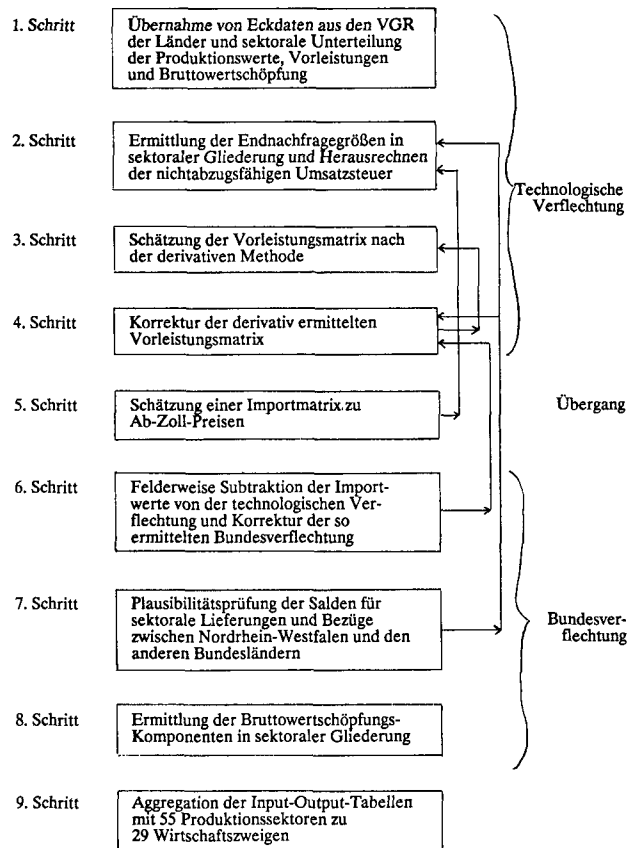 1. Schritt
Übernahme von Eckdaten aus den VGR
der Länder und sektorale Unterteilung
der Produktionswerte, Vorleistungen
und Bruttowertschöpfung
2. Schritt
Ermittlung der Endnachfragegrößen in
sektoraler Gliederung und Herausrechnen
der nichtabzugsfähigen Umsatzsteuer
Technologische
Verflechtung
3. Schritt
Schätzung der Vorleistungsmatrix nach
der derivativen Methode
4. Schritt
Korrektur der derivativ ermittelten
Vorleistungsmatrix
5. Schritt
Schätzung einer Importmatrix zu
Ab-Zoll-Preisen
Übergang
6. Schritt
Felderweise Subtraktion der Import-
werte von der technologischen Ver-
flechtung und Korrektur der so
ermittelten Bundesverflechtung
7. Schritt
Plausibilitätsprüfung der Salden für
sektorale Lieferungen und Bezüge
zwischen Nordrhein-Westfalen und den
anderen Bundesländern
Bundesver-
flechtung
8. Schritt
Ermittlung der Bruttowertschöpfungs-
Komponenten in sektoraler Gliederung
9. Schritt
Aggregation der Input-Output-Tabellen
mit 55 Produktionssektoren zu
29 Wirtschaftszweigen